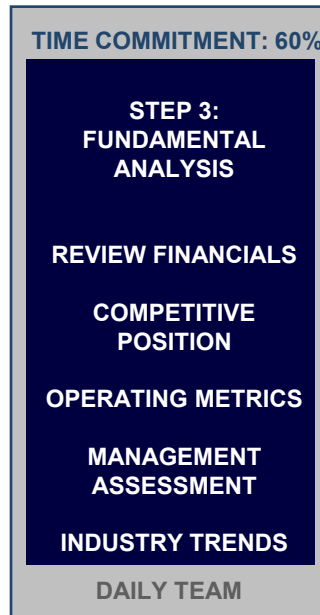 TIME COMMITMENT: 60%
STEP 3:
FUNDAMENTAL
ANALYSIS
REVIEW FINANCIALS
COMPETITIVE
POSITION
OPERATING METRICS
MANAGEMENT
ASSESSMENT
INDUSTRY TRENDS
DAILY TEAM